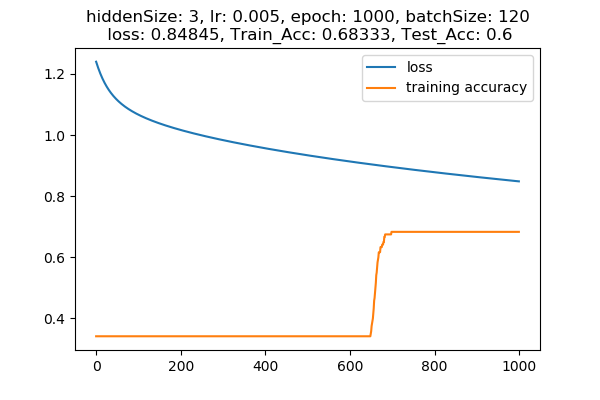 hiddenSize: 3, lr: 0.005, epoch: 1000, batchSize: 120
loss: 0.84845, Train_Acc: 0.68333, Test_Acc: 0.6
loss
training accuracy
1.2
1.0
0.8
0.6
0.4
0 200 400 600 800 1000